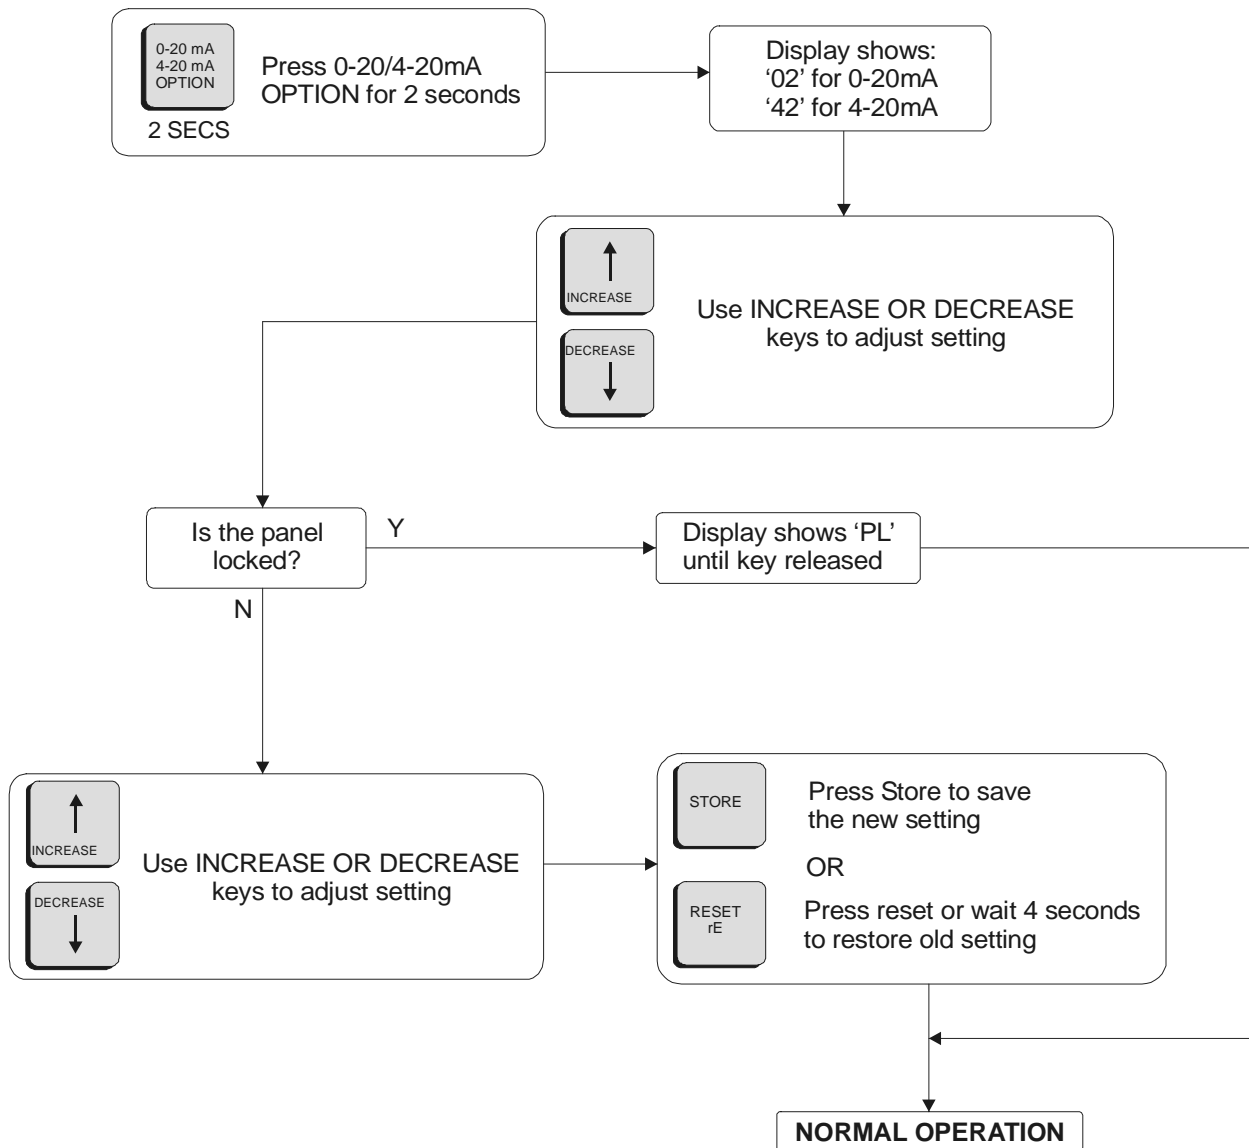 0-20 mA
4-20 mA
OPTION
2 SECS
Press 0-20/4-20mA
OPTION for 2 seconds
Display shows:
‘02’ for 0-20mA
‘42’ for 4-20mA
INCREASE
DECREASE
Use INCREASE OR DECREASE
keys to adjust setting
Is the panel
locked?
Y
N
Display shows ‘PL’
until key released
INCREASE
DECREASE
Use INCREASE OR DECREASE
keys to adjust setting
STORE
Press Store to save
the new setting
OR
RESET
rE
Press reset or wait 4 seconds
to restore old setting
NORMAL OPERATION